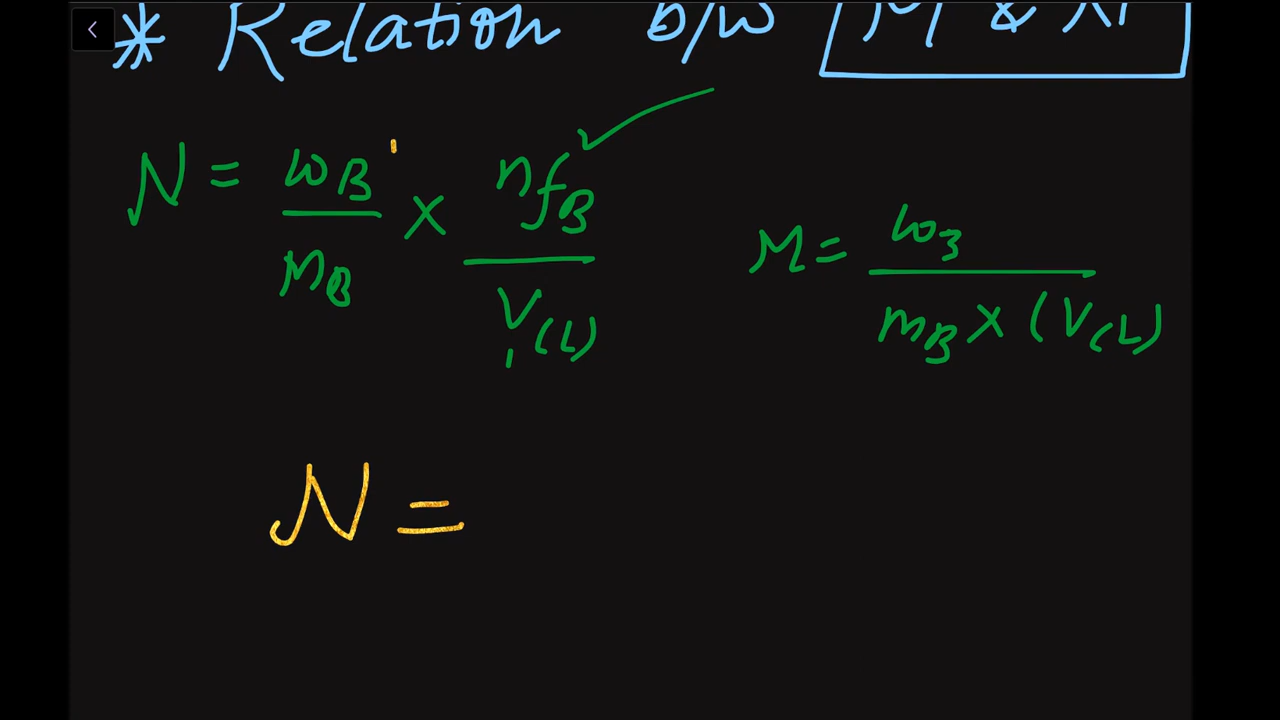 * Relation b/w M &
N = wB / mB × nfB / V(L)
M = wB / mB × (V(L)
N =